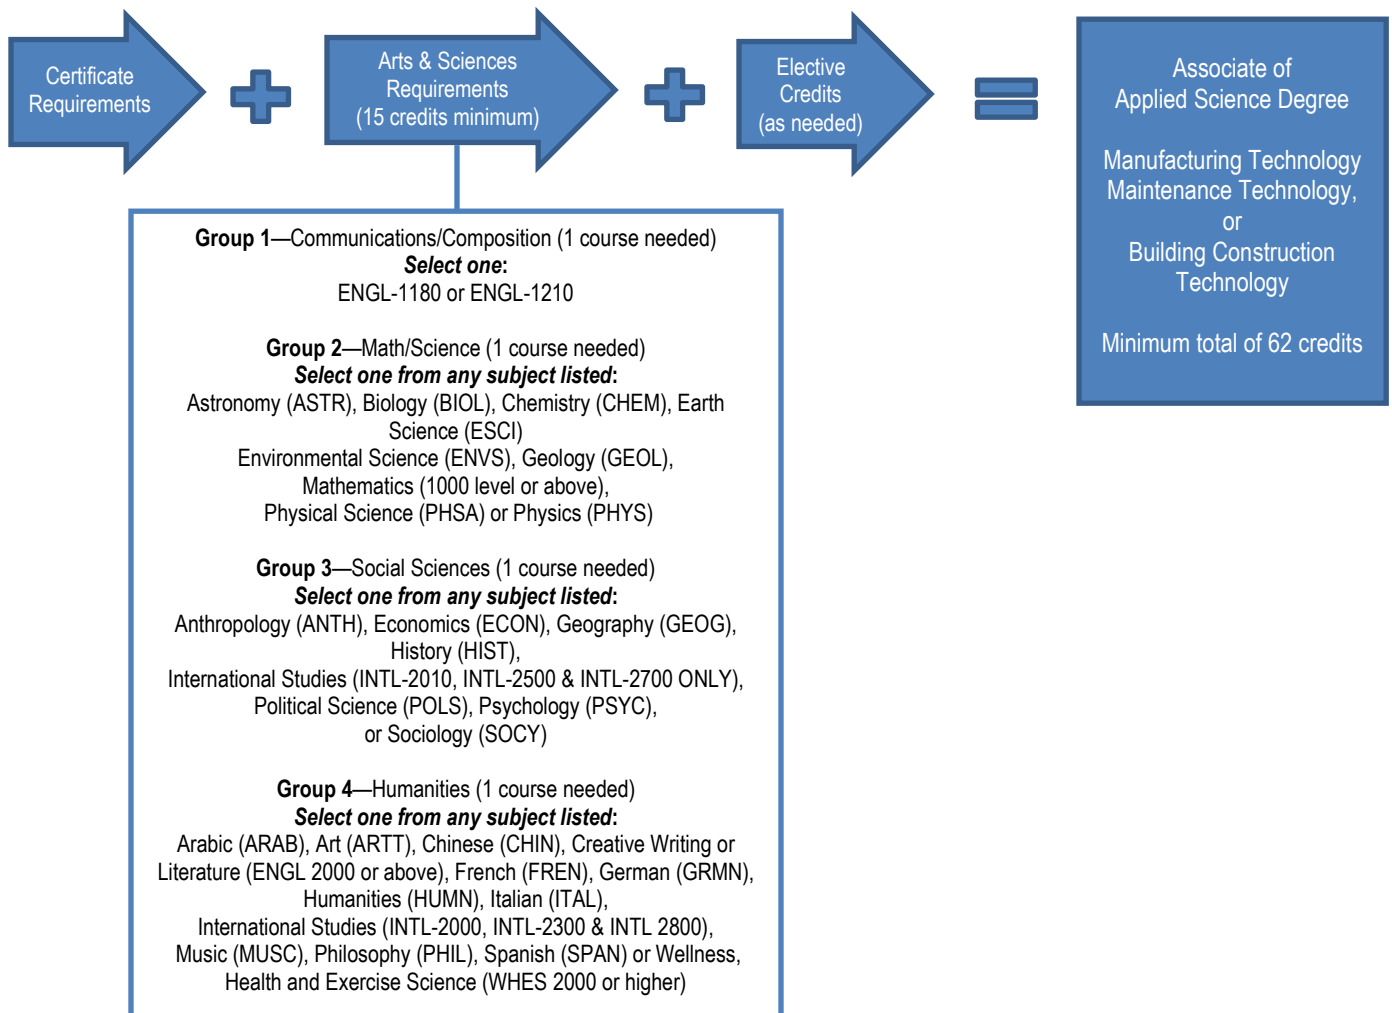 Certificate
Requirements
Arts & Sciences
Requirements
(15 credits minimum)
Elective
Credits
(as needed)
Associate of
Applied Science Degree
Manufacturing Technology
Maintenance Technology,
or
Building Construction
Technology
Minimum total of 62 credits
Group 1—Communications/Composition (1 course needed)
Select one:
ENGL-1180 or ENGL-1210
Group 2—Math/Science (1 course needed)
Select one from any subject listed:
Astronomy (ASTR), Biology (BIOL), Chemistry (CHEM), Earth
Science (ESCI)
Environmental Science (ENVS), Geology (GEOL),
Mathematics (1000 level or above),
Physical Science (PHSA) or Physics (PHYS)
Group 3—Social Sciences (1 course needed)
Select one from any subject listed:
Anthropology (ANTH), Economics (ECON), Geography (GEOG),
History (HIST),
International Studies (INTL-2010, INTL-2500 & INTL-2700 ONLY),
Political Science (POLS), Psychology (PSYC),
or Sociology (SOCY)
Group 4—Humanities (1 course needed)
Select one from any subject listed:
Arabic (ARAB), Art (ARTT), Chinese (CHIN), Creative Writing or
Literature (ENGL 2000 or above), French (FREN), German (GRMN),
Humanities (HUMN), Italian (ITAL),
International Studies (INTL-2000, INTL-2300 & INTL 2800),
Music (MUSC), Philosophy (PHIL), Spanish (SPAN) or Wellness,
Health and Exercise Science (WHES 2000 or higher)